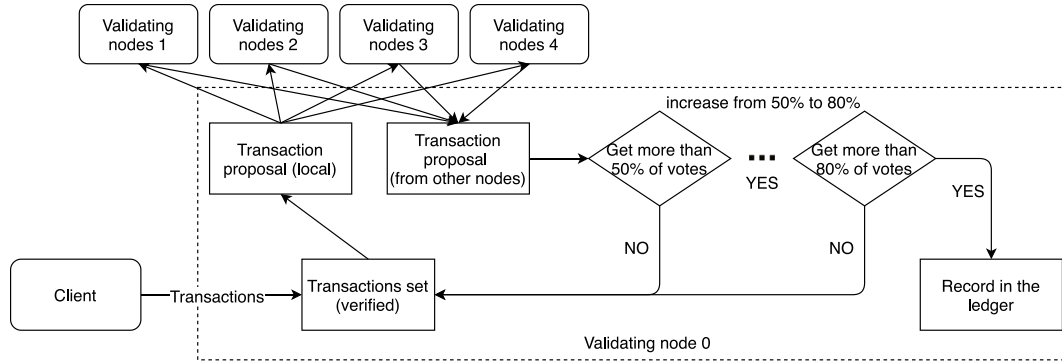 Validating
nodes 1
Validating
nodes 2
Validating
nodes 3
Validating
nodes 4
increase from 50% to 80%
Transaction
proposal (local)
Transaction
proposal
(from other nodes)
Get more than
50% of votes
YES
Get more than
80% of votes
YES
NO
NO
Client
Transactions
Transactions set
(verified)
Record in the
ledger
Validating node 0